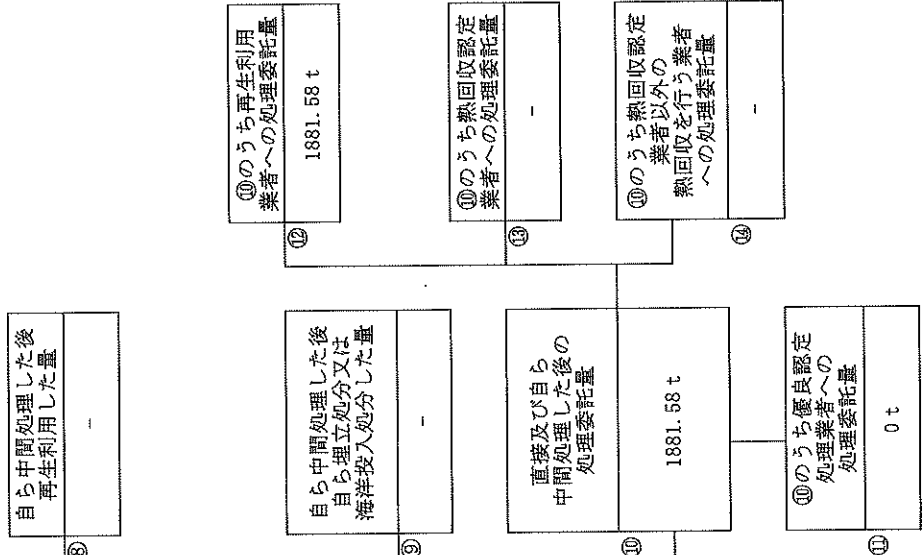 ⑧
自ら中間処理した後
再生利用した量
-
⑨
自ら中間処理した後
自ら埋立処分又は
海洋投入処分した量
-
⑩
直接及び自ら
中間処理した後の
処理委託量
1881.58 t
⑪
⑩のうち優良認定
処理業者への
処理委託量
0 t
⑫
⑩のうち再生利用
業者への処理委託量
1881.58 t
⑬
⑩のうち熱回収認定
業者への処理委託量
-
⑭
⑩のうち熱回収認定
業者以外の
熱回収を行う業者
への処理委託量
-